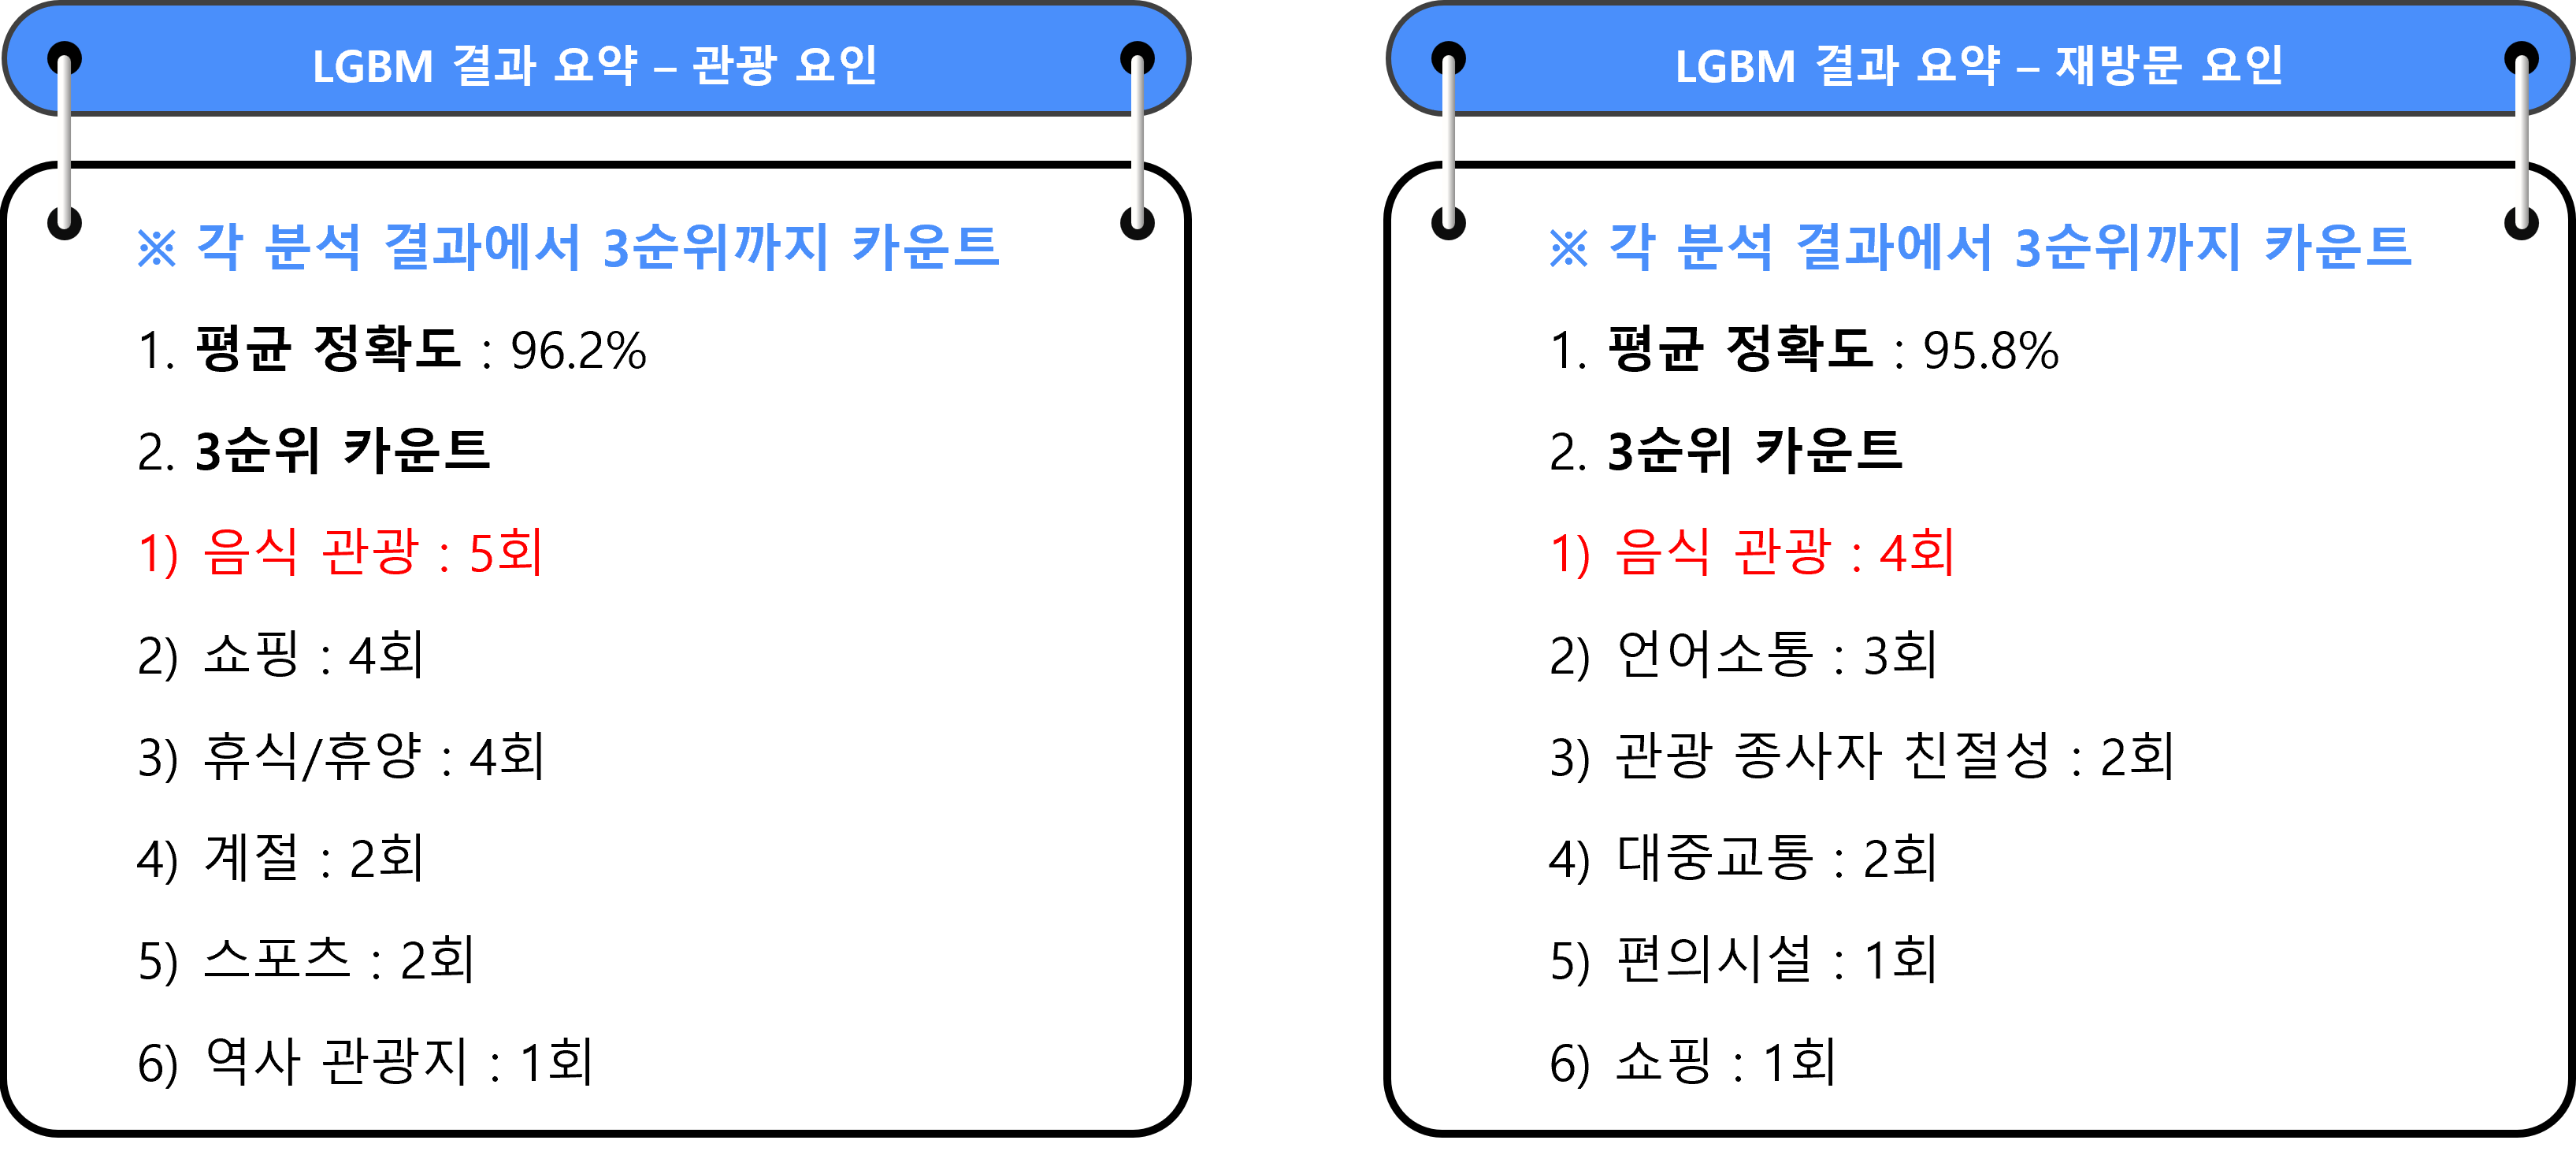 LGBM 결과 요약 – 관광 요인
※ 각 분석 결과에서 3순위까지 카운트
1. 평균 정확도 : 96.2%
2. 3순위 카운트
1) 음식 관광 : 5회
2) 쇼핑 : 4회
3) 휴식/휴양 : 4회
4) 계절 : 2회
5) 스포츠 : 2회
6) 역사 관광지 : 1회
LGBM 결과 요약 – 재방문 요인
※ 각 분석 결과에서 3순위까지 카운트
1. 평균 정확도 : 95.8%
2. 3순위 카운트
1) 음식 관광 : 4회
2) 언어소통 : 3회
3) 관광 종사자 친절성 : 2회
4) 대중교통 : 2회
5) 편의시설 : 1회
6) 쇼핑 : 1회